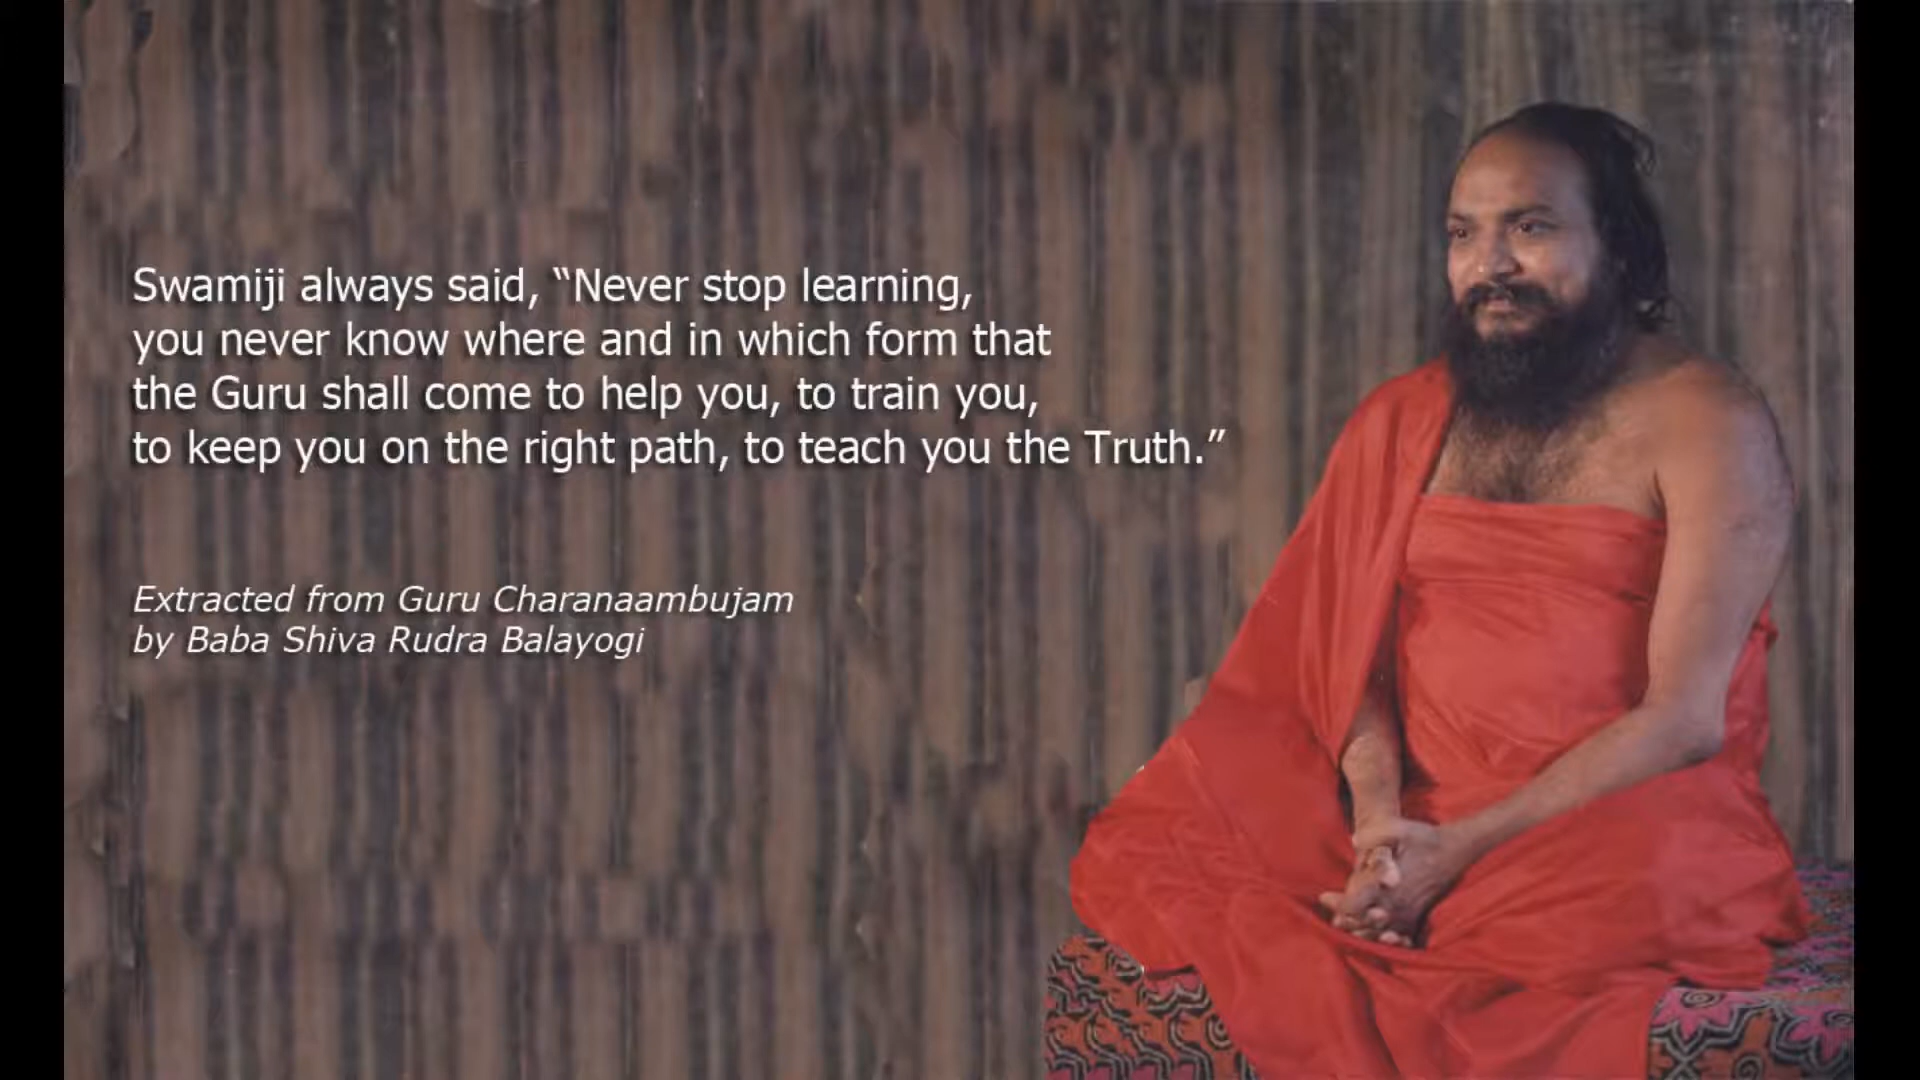 Swamiji always said, “Never stop learning,
you never know where and in which form that
the Guru shall come to help you, to train you,
to keep you on the right path, to teach you the Truth.”
Extracted from Guru Charanaambujam
by Baba Shiva Rudra Balayogi